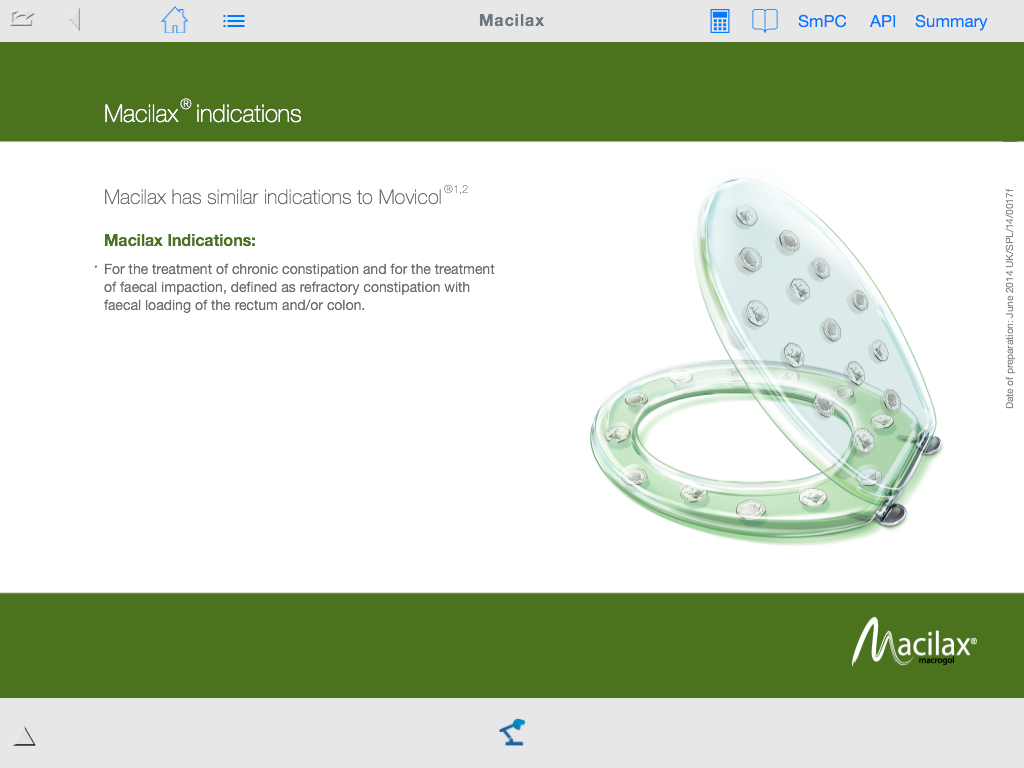 Macilax
SmPC API Summary
Macilax® indications
Macilax has similar indications to Movicol®1,2
Macilax Indications:
· For the treatment of chronic constipation and for the treatment
of faecal impaction, defined as refractory constipation with
faecal loading of the rectum and/or colon.
Date of preparation: June 2014 UK/SPL/14/0017f
Macilax®
macrogol